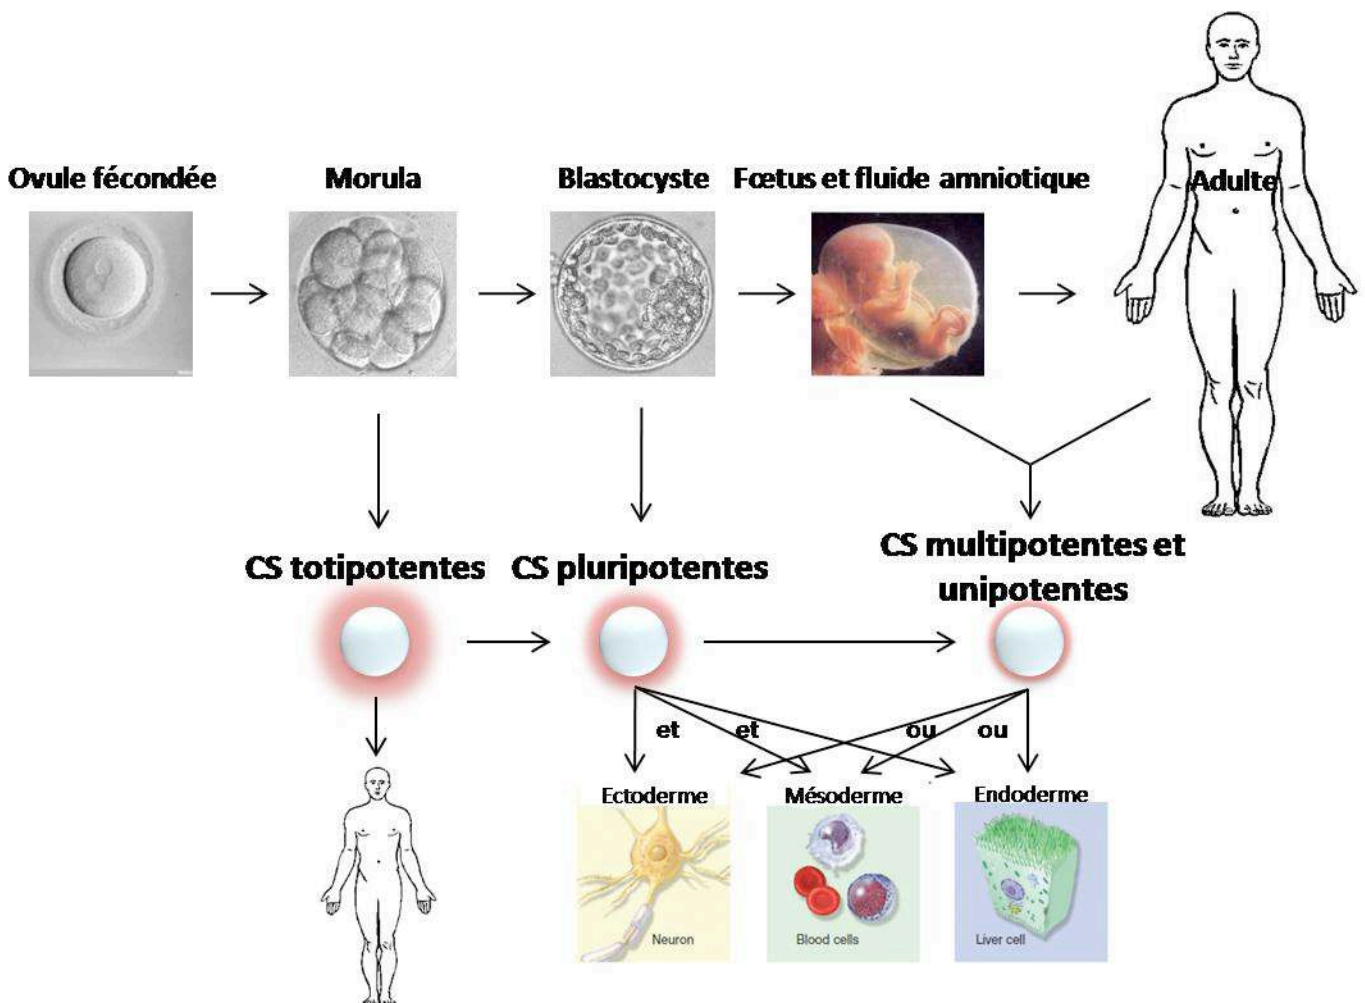 Ovule fécondée
Morula
Blastocyste
Fœtus et fluide amniotique
Adulte
CS totipotentes
CS pluripotentes
CS multipotentes et
unipotentes
et
et
ou
ou
Ectoderme
Mésoderme
Endoderme
Neuron
Blood cells
Liver cell